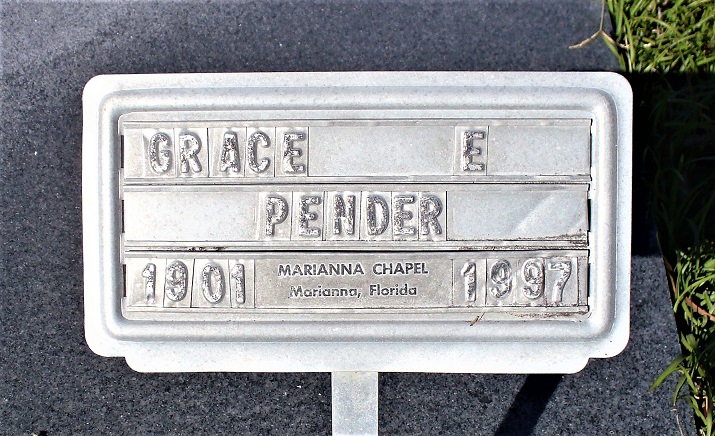 GRACE E
PENDER
1901 MARIANNA CHAPEL 1997
Marianna, Florida